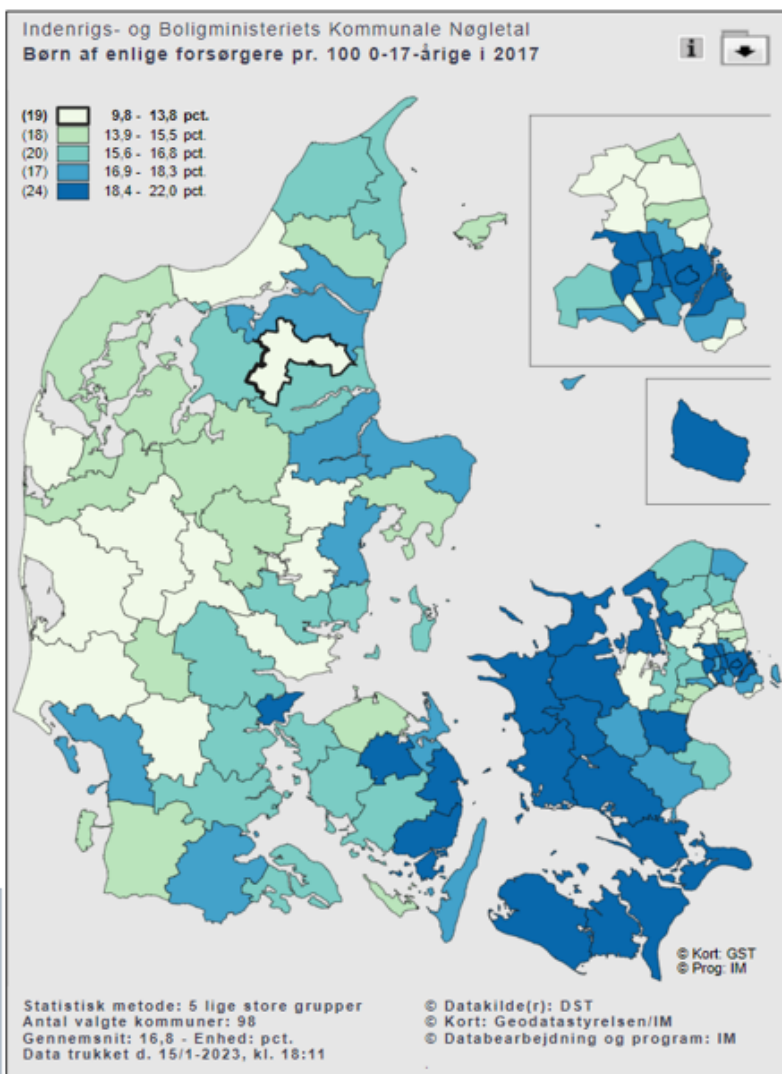 Indenrigs- og Boligministeriets Kommunale Nøgletal
Børn af enlige forsørgere pr. 100 0-17-årige i 2017
i
(19) 9,8 - 13,8 pct.
(18) 13,9 - 15,5 pct.
(20) 15,6 - 16,8 pct.
(17) 16,9 - 18,3 pct.
(24) 18,4 - 22,0 pct.
© Kort: GST
© Prog: IM
Statistisk metode: 5 lige store grupper
Antal valgte kommuner: 98
Gennemsnit: 16,8 - Enhed: pct.
Data trukket d. 15/1-2023, kl. 18:11
© Datakilde(r): DST
© Kort: Geodatastyrelsen/IM
© Databearbejdning og program: IM